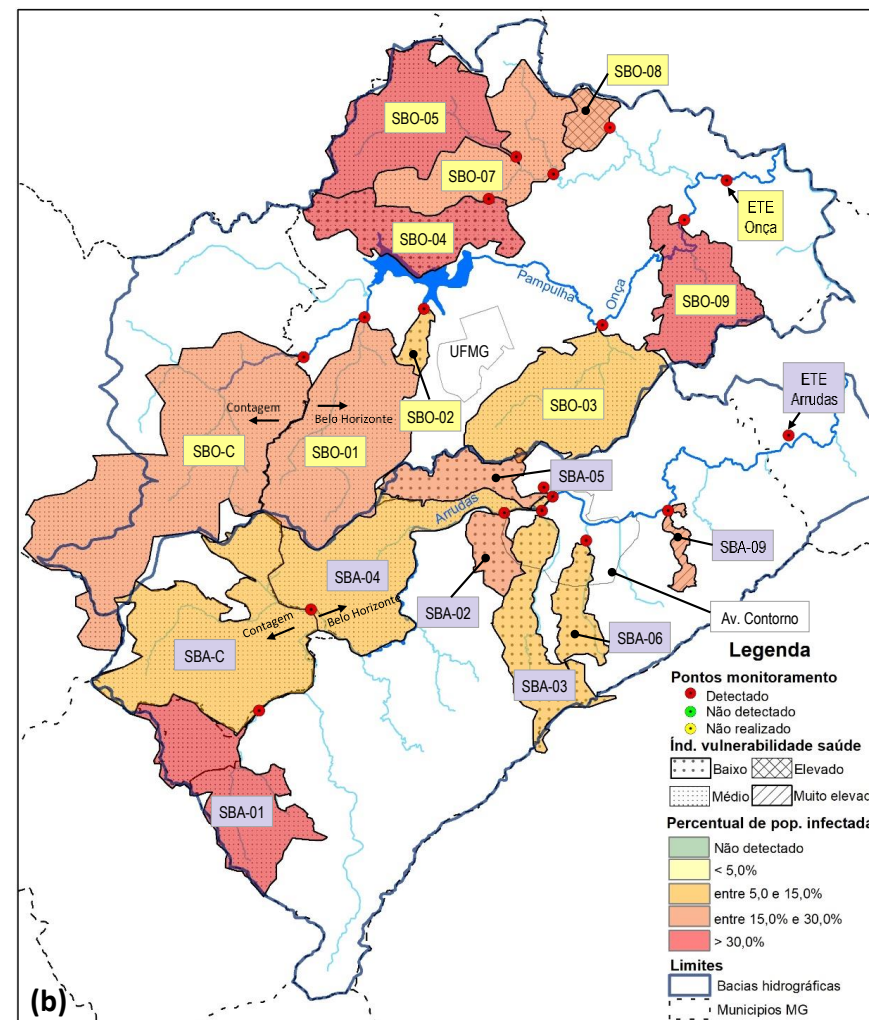 SBO-08
SBO-05
SBO-07
ETE
Onça
SBO-04
Pampulha
Onça
SBO-09
UFMG
ETE
Arrudas
SBO-03
Contagem
Belo Horizonte
SBO-02
SBO-C
SBO-01
SBA-05
Arrudas
SBA-09
SBA-04
SBA-02
Contagem
Belo Horizonte
Av. Contorno
SBA-06
SBA-C
SBA-03
SBA-01
Legenda
Pontos monitoramento
Detectado
Não detectado
Não realizado
Índ. vulnerabilidade saúde
Baixo
Elevado
Médio
Muito elevad
Percentual de pop. infectada
Não detectado
< 5,0%
entre 5,0 e 15,0%
entre 15,0% e 30,0%
> 30,0%
Limites
Bacias hidrográficas
Municipios MG
(b)